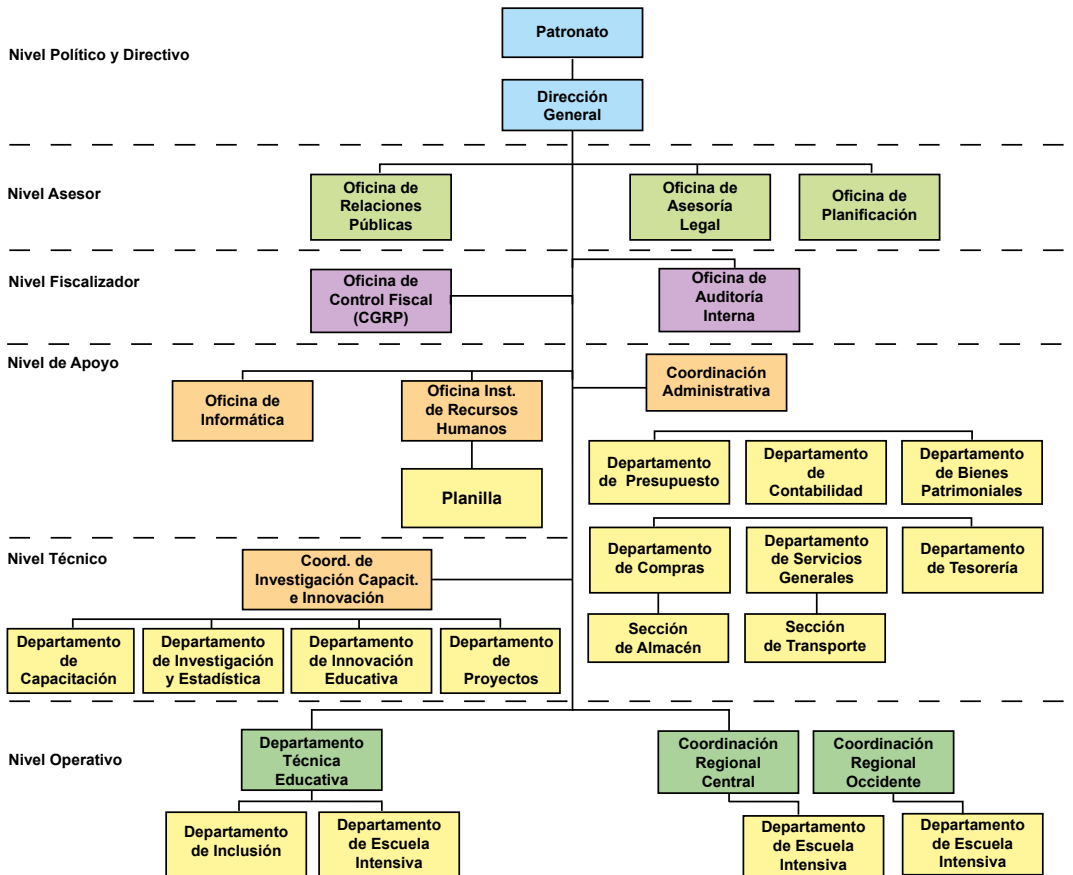 Patronato
Nivel Político y Directivo
Dirección
General
Nivel Asesor
Oficina de
Relaciones
Públicas
Oficina de
Asesoría
Legal
Oficina de
Planificación
Nivel Fiscalizador
Oficina de
Control Fiscal
(CGRP)
Oficina de
Auditoría
Interna
Nivel de Apoyo
Oficina de
Informática
Oficina Inst.
de Recursos
Humanos
Planilla
Coordinación
Administrativa
Departamento
de Presupuesto
Departamento
de
Contabilidad
Departamento
de Bienes
Patrimoniales
Departamento
de Compras
Departamento
de Servicios
Generales
Departamento
de Tesorería
Sección
de Almacén
Sección
de Transporte
Nivel Técnico
Coord. de
Investigación Capacit.
e Innovación
Departamento
de
Capacitación
Departamento
de Investigación
y Estadística
Departamento
de Innovación
Educativa
Departamento
de
Proyectos
Nivel Operativo
Departamento
Técnica
Educativa
Coordinación
Regional
Central
Coordinación
Regional
Occidente
Departamento
de Inclusión
Departamento
de Escuela
Intensiva
Departamento
de Escuela
Intensiva
Departamento
de Escuela
Intensiva